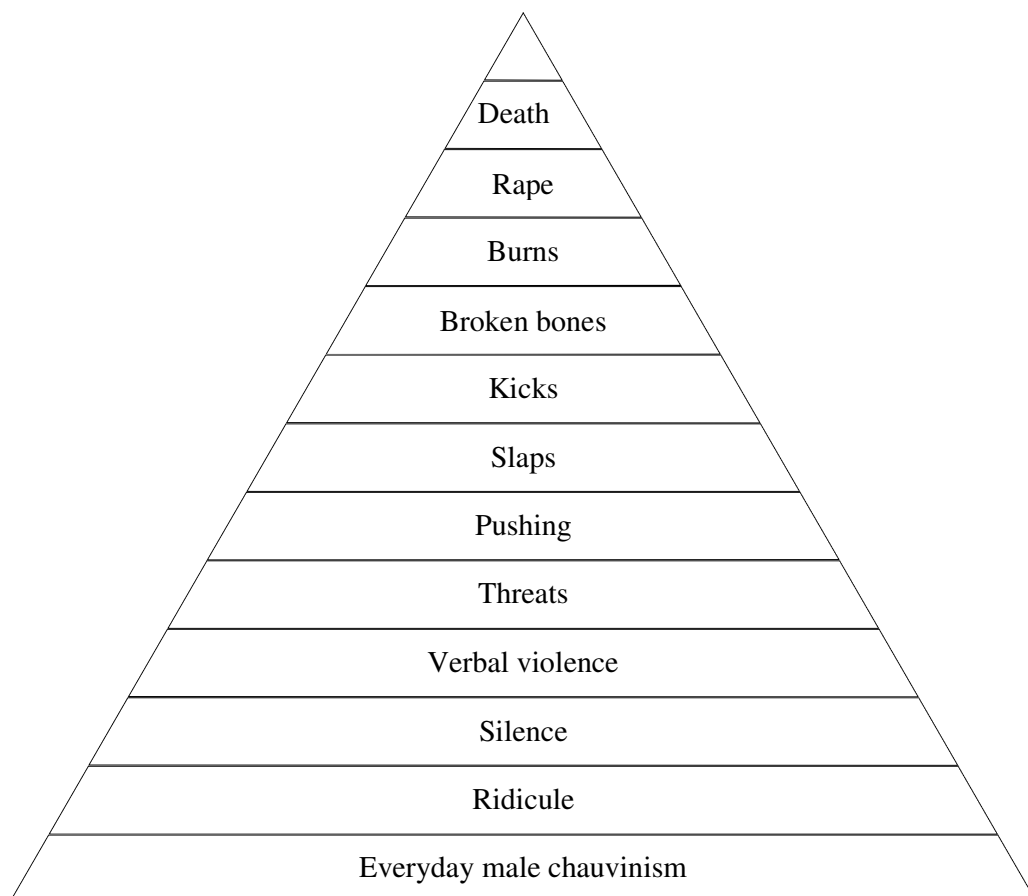 Death
Rape
Burns
Broken bones
Kicks
Slaps
Pushing
Threats
Verbal violence
Silence
Ridicule
Everyday male chauvinism